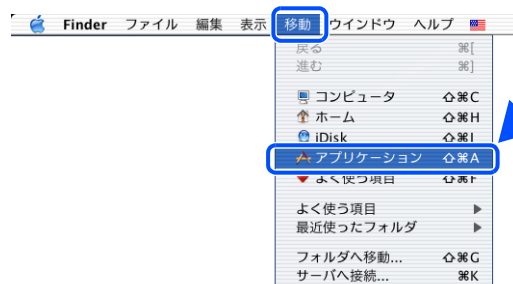 Finder ファイル 編集 表示 移動 ウインドウ ヘルプ
戻る ⌘[
進む ⌘]
コンピュータ ⇧⌘C
ホーム ⇧⌘H
iDisk ⇧⌘I
アプリケーション ⇧⌘A
よく使う項目 ⇧⌘F
よく使う項目 ▶
最近使ったフォルダ ▶
フォルダへ移動... ⇧⌘G
サーバへ接続... ⌘K